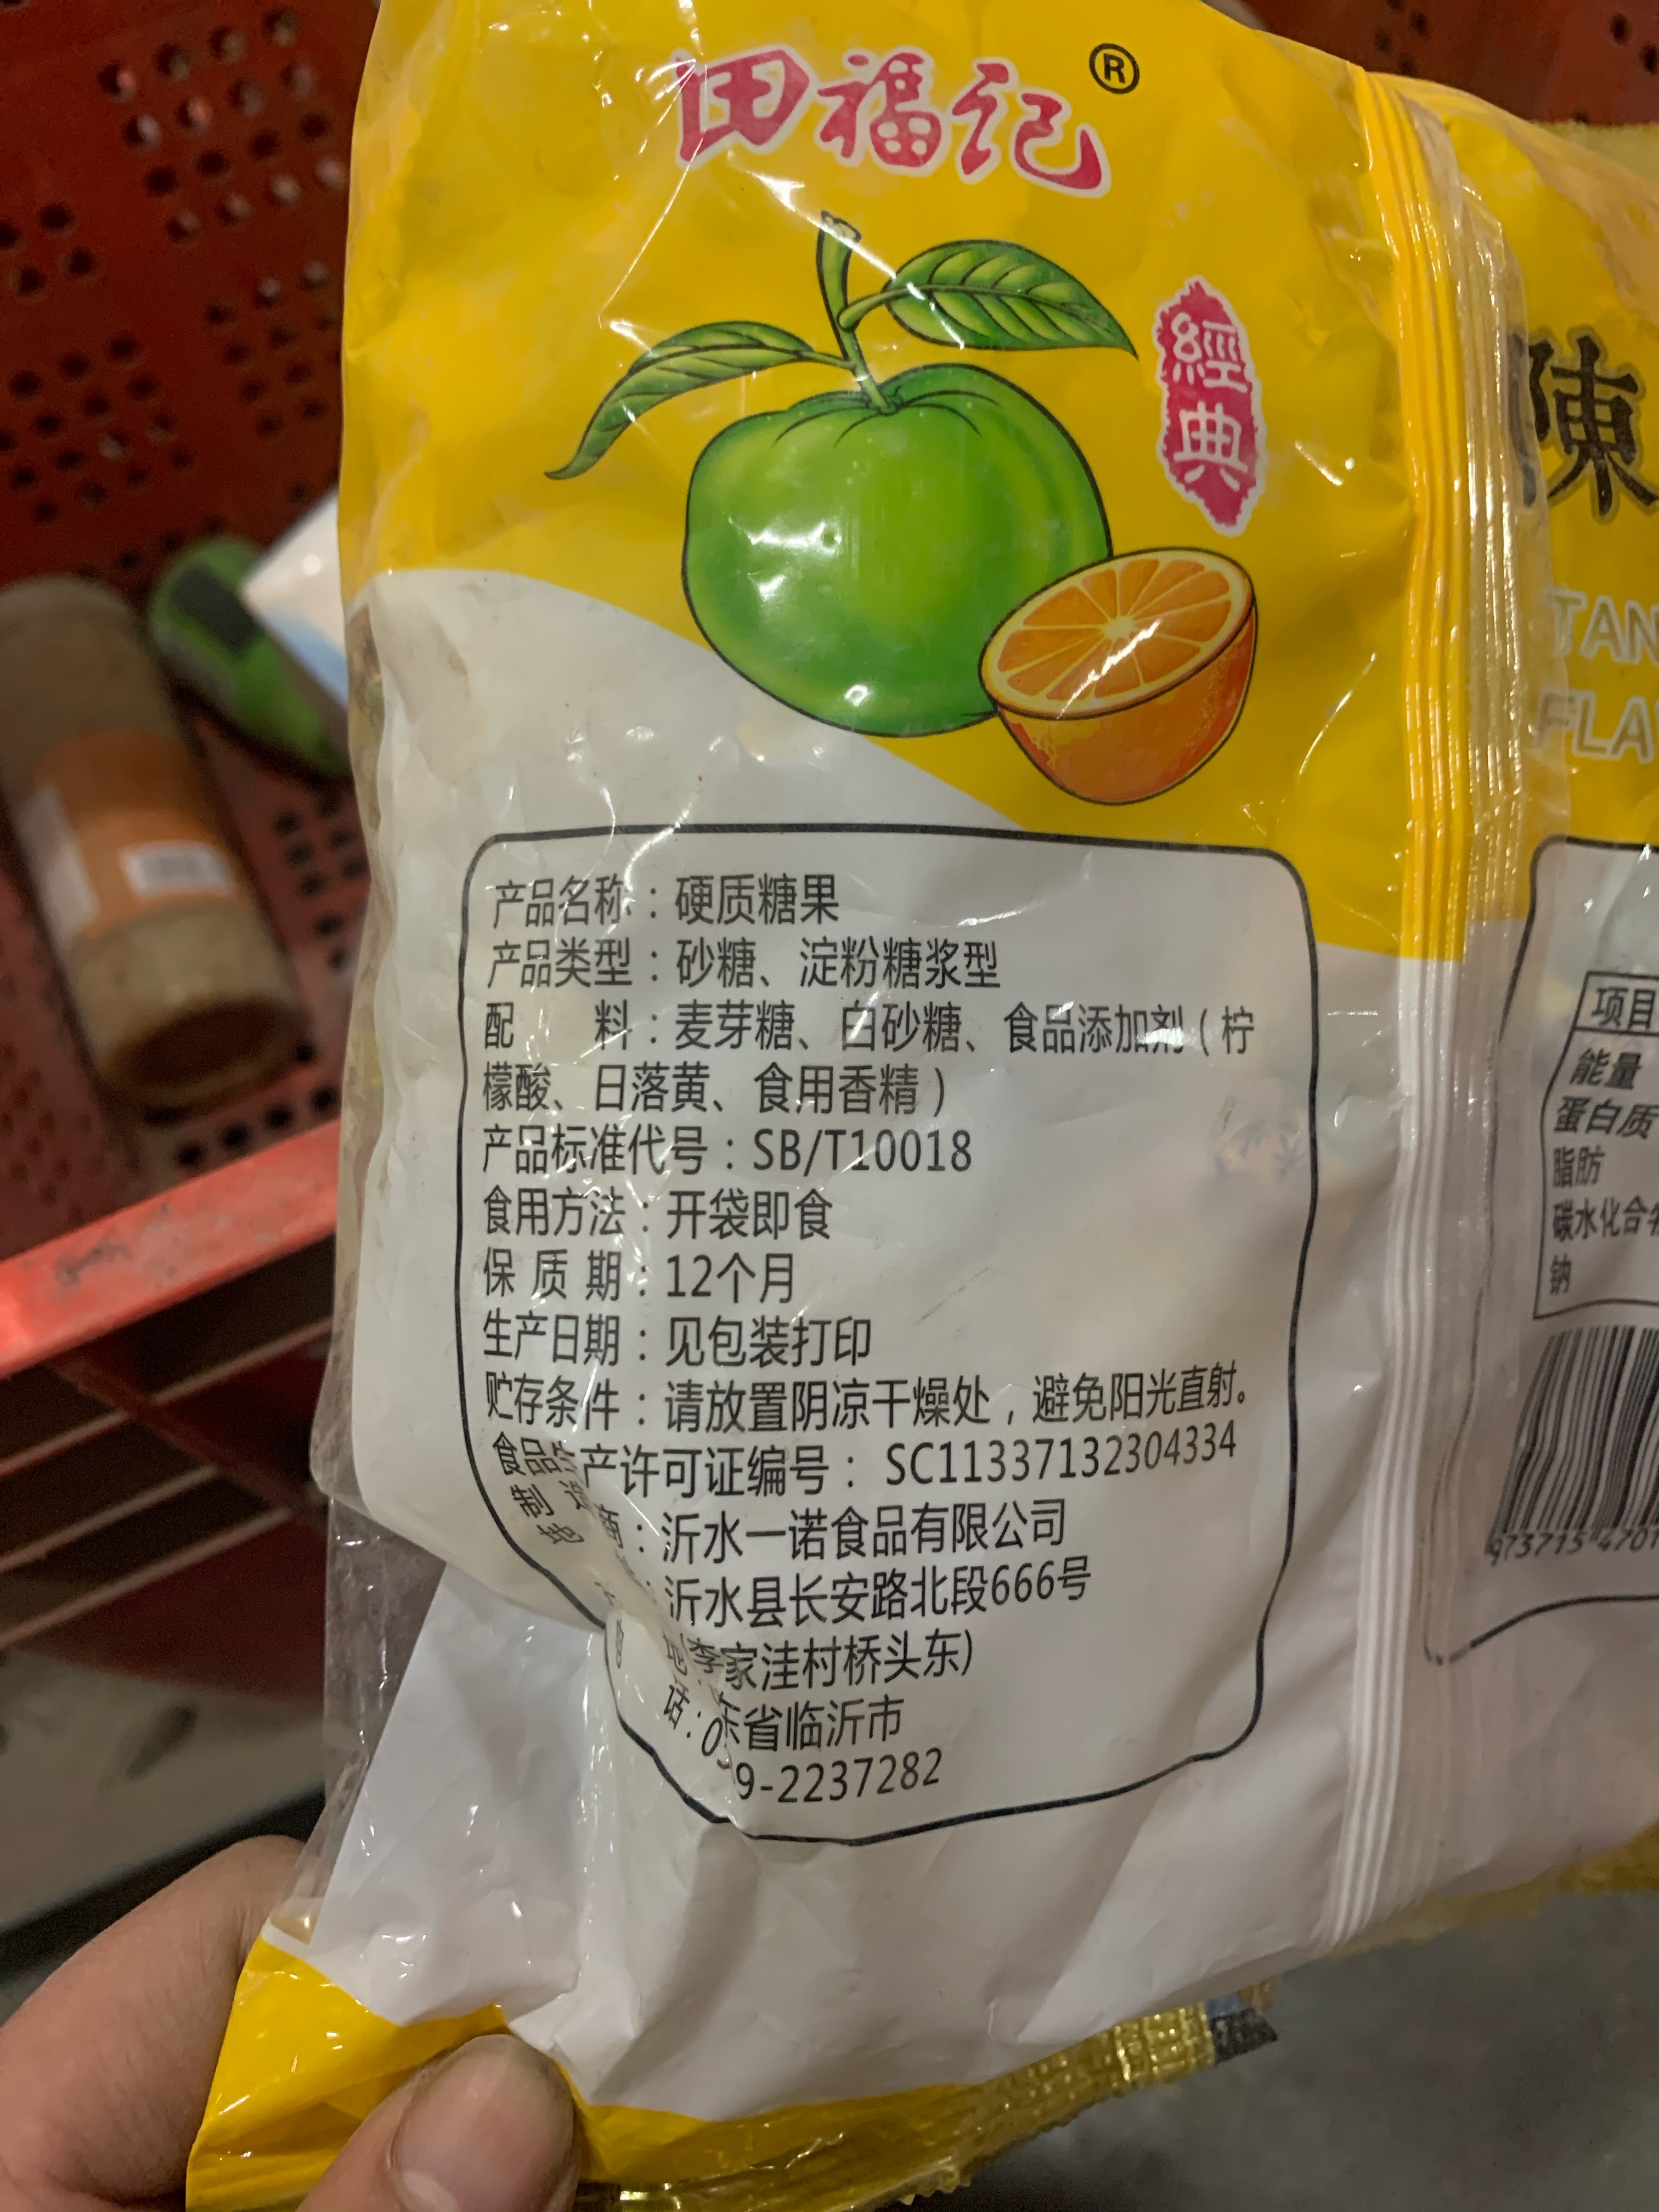 田福记®
經典
陳
TAN
FLA
产品名称：硬质糖果
产品类型：砂糖、淀粉糖浆型
配 料：麦芽糖、白砂糖、食品添加剂（柠
檬酸、日落黄、食用香精）
产品标准代号：SB/T10018
食用方法：开袋即食
保 质 期：12个月
生产日期：见包装打印
贮存条件：请放置阴凉干燥处，避免阳光直射。
食品 产许可证编号： SC11337132304334
制 ：沂水一诺食品有限公司
地 ：沂水县长安路北段666号
(李家洼村桥头东)
东省临沂市
话：0 9-2237282
项目
能量
蛋白质
脂肪
碳水化合
钠
973715 4701